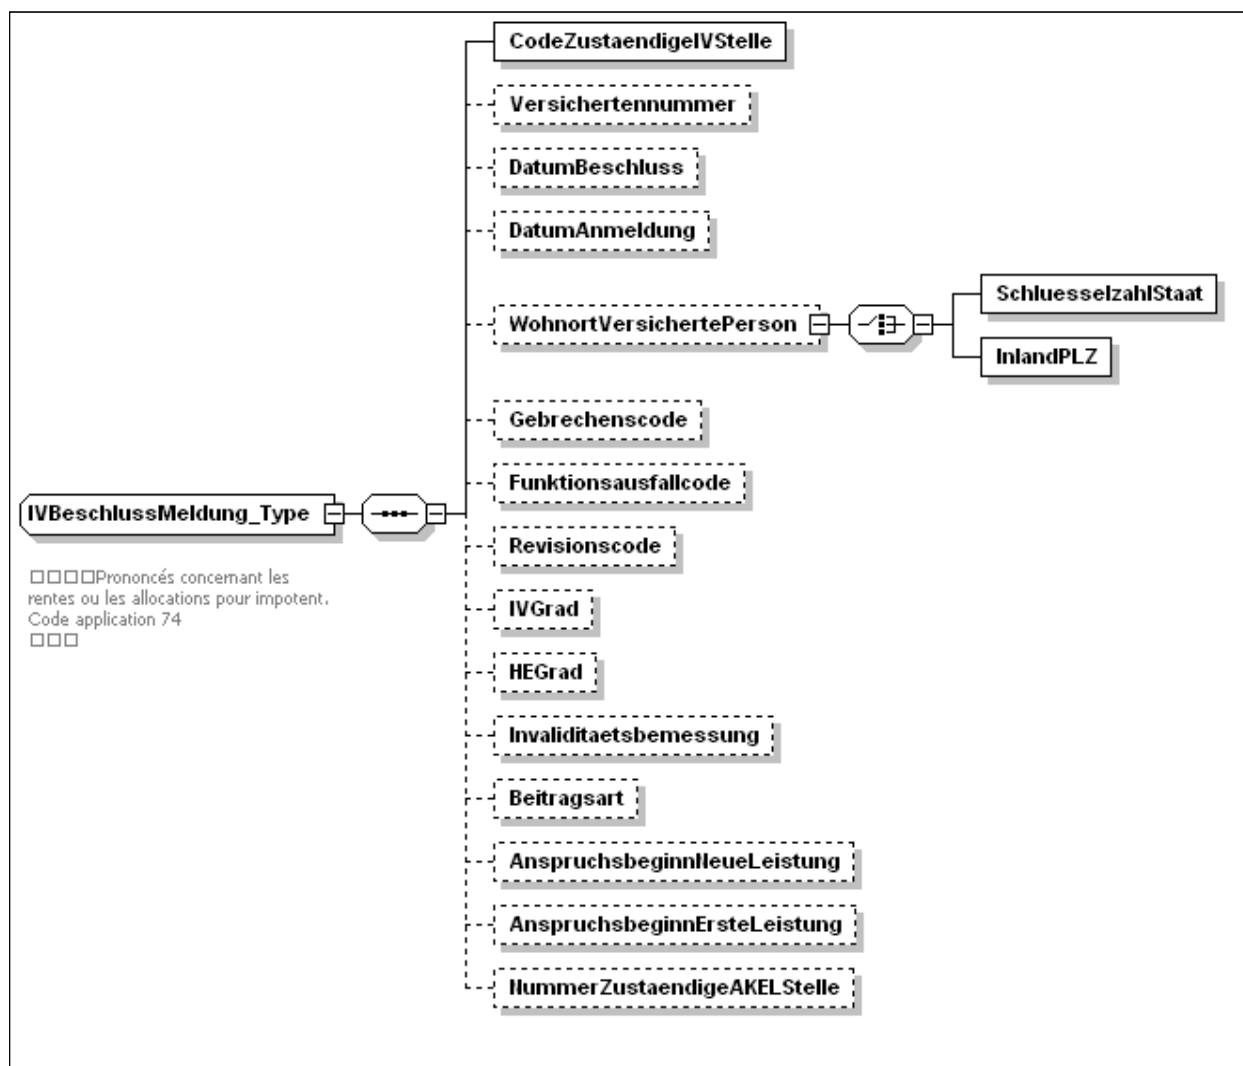 CodeZustaendigeIVStelle
Versichertennummer
DatumBeschluss
DatumAnmeldung
WohnortVersichertePerson
SchluesselzahlStaat
InlandPLZ
Gebrechenscode
Funktionsausfallcode
IVBeschlussMeldung_Type
Revisionscode
□□□□Prononcés concernant les
rentes ou les allocations pour impotent.
Code application 74
□□□
IVGrad
HEGrad
Invaliditaetsbemessung
Beitragsart
AnspruchsbeginnNeueLeistung
AnspruchsbeginnErsteLeistung
NummerZustaendigeAKELStelle